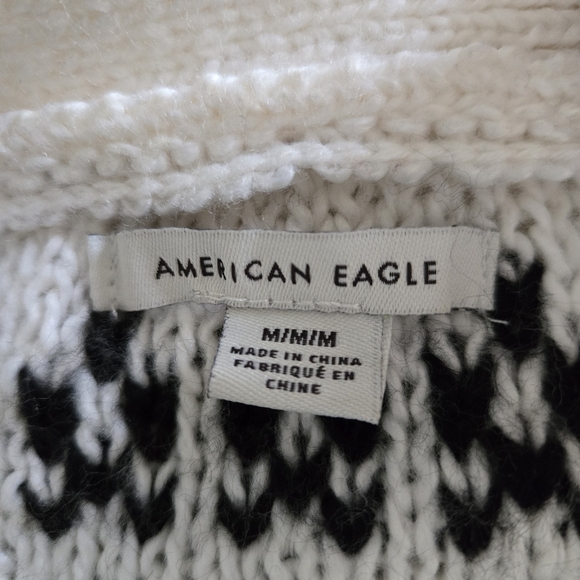 AMERICAN EAGLE
M/M/M
MADE IN CHINA
FABRIQUÉ EN
CHINE